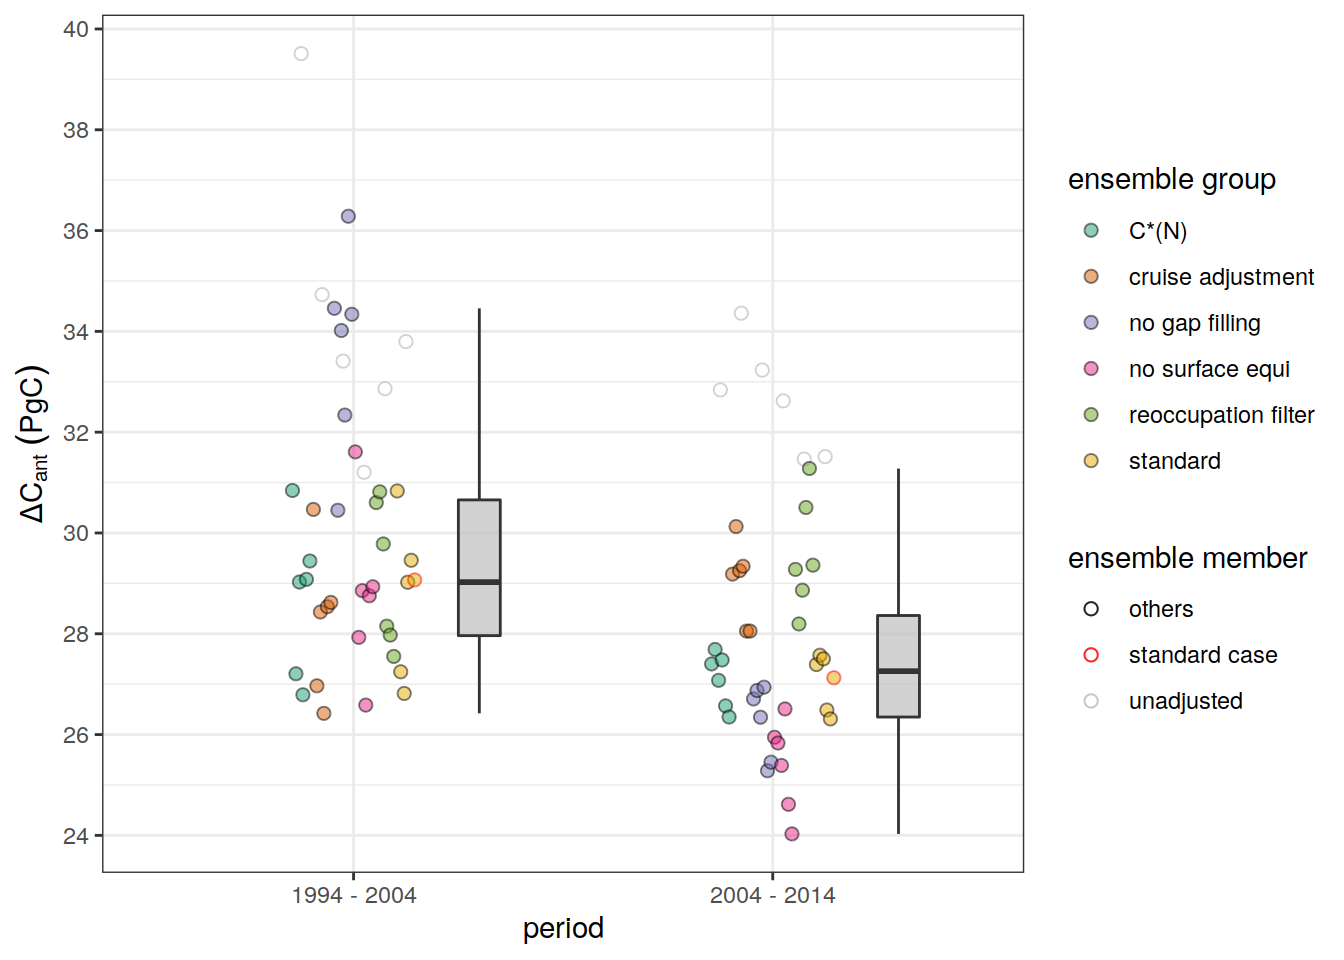 40
38
36
34
32
30
28
26
24
ΔCant (PgC)
1994 - 2004
2004 - 2014
period
ensemble group
C*(N)
cruise adjustment
no gap filling
no surface equi
reoccupation filter
standard
ensemble member
others
standard case
unadjusted